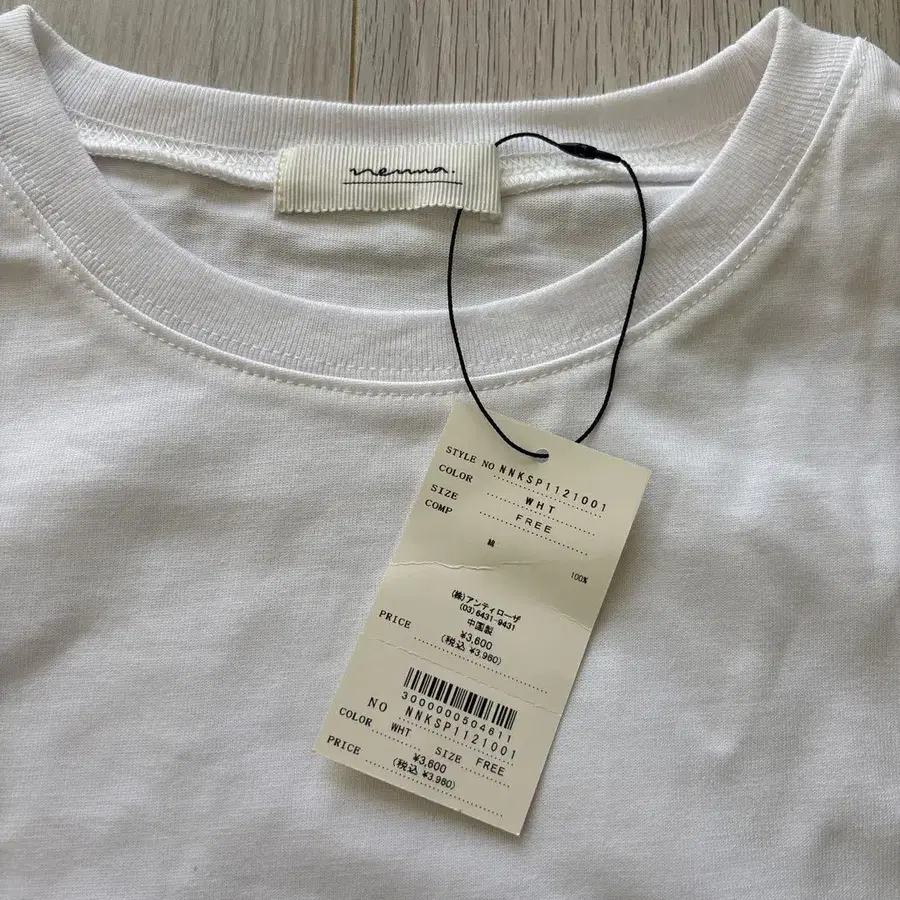 nenna.
STYLE NO NNKSP1121001
COLOR WHT
SIZE FREE
COMP
綿 100%
(株)アンティローザ
(03)6431-9431
中国製
PRICE ¥3,600
(税込 ¥3,960)
3000000504611
NO NNKSP1121001
COLOR WHT SIZE FREE
PRICE ¥3,600
(税込 ¥3,960)